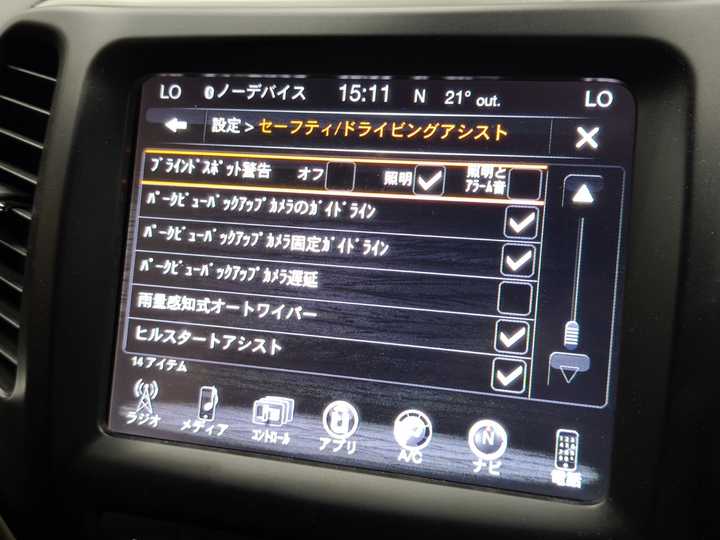 LO ノーデバイス 15:11 N 21° out. LO
設定 > セーフティ/ドライビングアシスト
ﾌﾞﾗｲﾝﾄﾞｽﾎﾟｯﾄ警告 オフ 照明 照明と
ｱﾗｰﾑ音
ﾊﾟｰｸﾋﾞｭｰﾊﾞｯｸｱｯﾌﾟｶﾒﾗのｶﾞｲﾄﾞﾗｲﾝ
ﾊﾟｰｸﾋﾞｭｰﾊﾞｯｸｱｯﾌﾟｶﾒﾗ固定ｶﾞｲﾄﾞﾗｲﾝ
ﾊﾟｰｸﾋﾞｭｰﾊﾞｯｸｱｯﾌﾟｶﾒﾗ遅延
雨量感知式オートワイパー
ヒルスタートアシスト
14 アイテム
ラジオ メディア ｺﾝﾄﾛｰﾙ アプリ A/C ナビ 電話
N